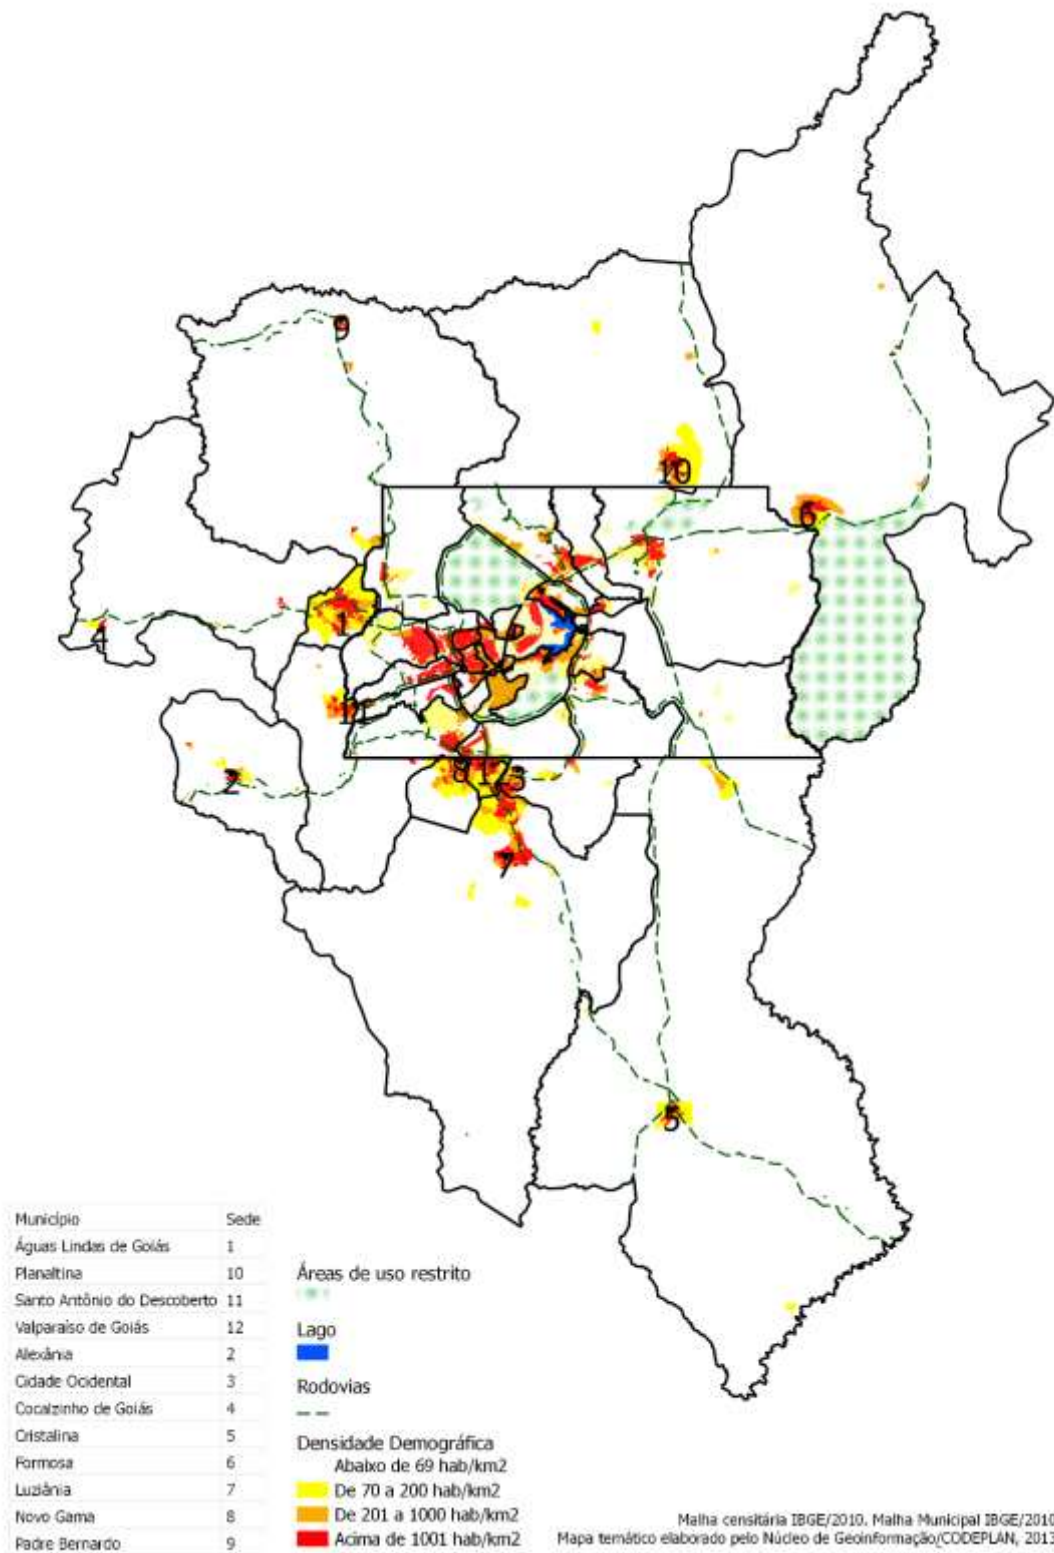 9
10
6
1
4
11
2
8
12
3
7
5
Município Sede
Águas Lindas de Goiás 1
Planaltina 10
Santo Antônio do Descoberto 11
Valparaíso de Goiás 12
Alexânia 2
Cidade Ocidental 3
Cocalzinho de Goiás 4
Cristalina 5
Formosa 6
Luziânia 7
Novo Gama 8
Padre Bernardo 9
Áreas de uso restrito
Lago
Rodovias
Densidade Demográfica
Abaixo de 69 hab/km2
De 70 a 200 hab/km2
De 201 a 1000 hab/km2
Acima de 1001 hab/km2
Malha censitária IBGE/2010. Malha Municipal IBGE/2010
Mapa temático elaborado pelo Núcleo de Geoinformação/CODEPLAN, 2013